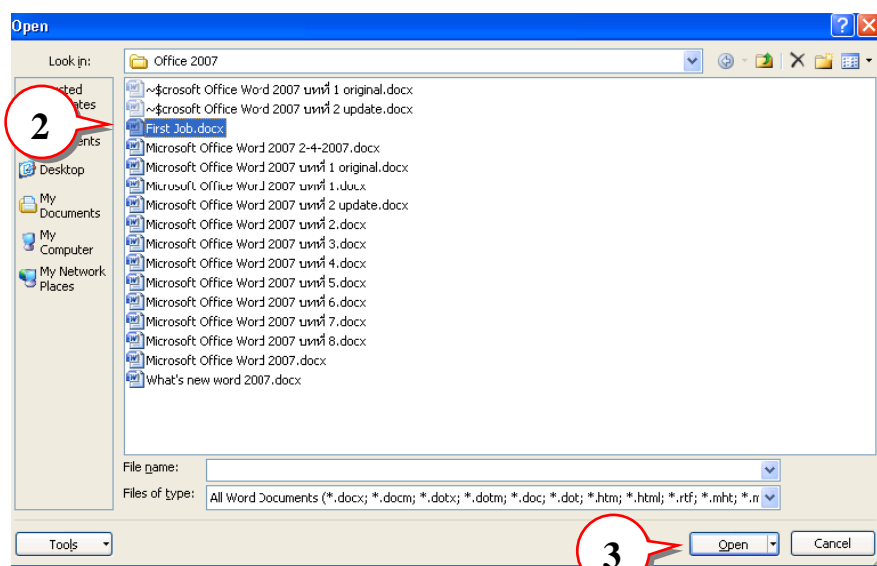 Open
Look in:
Office 2007
~$crosoft Office Word 2007 บทที่ 1 original.docx
~$crosoft Office Word 2007 บทที่ 2 update.docx
First Job.docx
Microsoft Office Word 2007 2-4-2007.docx
Microsoft Office Word 2007 บทที่ 1 original.docx
Microsoft Office Word 2007 บทที่ 1.docx
Microsoft Office Word 2007 บทที่ 2 update.docx
Microsoft Office Word 2007 บทที่ 2.docx
Microsoft Office Word 2007 บทที่ 3.docx
Microsoft Office Word 2007 บทที่ 4.docx
Microsoft Office Word 2007 บทที่ 5.docx
Microsoft Office Word 2007 บทที่ 6.docx
Microsoft Office Word 2007 บทที่ 7.docx
Microsoft Office Word 2007 บทที่ 8.docx
Microsoft Office Word 2007.docx
What's new word 2007.docx
2
Desktop
My
Documents
My
Computer
My Network
Places
File name:
Files of type:
All Word Documents (*.docx; *.docm; *.dotx; *.dotm; *.doc; *.dot; *.htm; *.html; *.rtf; *.mht; *.m
Tools
3
Open
Cancel